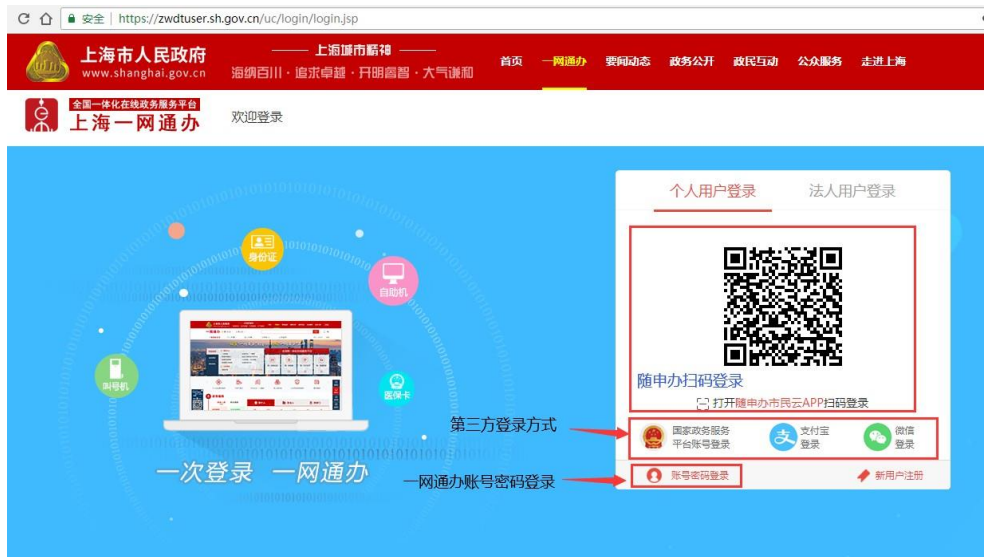 安全 | https://zwdtuser.sh.gov.cn/uc/login/login.jsp
上海市人民政府
www.shanghai.gov.cn
上海城市精神
海纳百川·追求卓越·开明睿智·大气谦和
首页 一网通办 要闻动态 政务公开 政民互动 公众服务 走进上海
全国一体化在线政务服务平台
上海一网通办
欢迎登录
个人用户登录 法人用户登录
身份证
自助机
叫号机
医保卡
随申办扫码登录
打开随申办市民云APP扫码登录
第三方登录方式
国家政务服务
平台账号登录
支付宝
登录
微信
登录
一次登录 一网通办
一网通办账号密码登录
账号密码登录
新用户注册